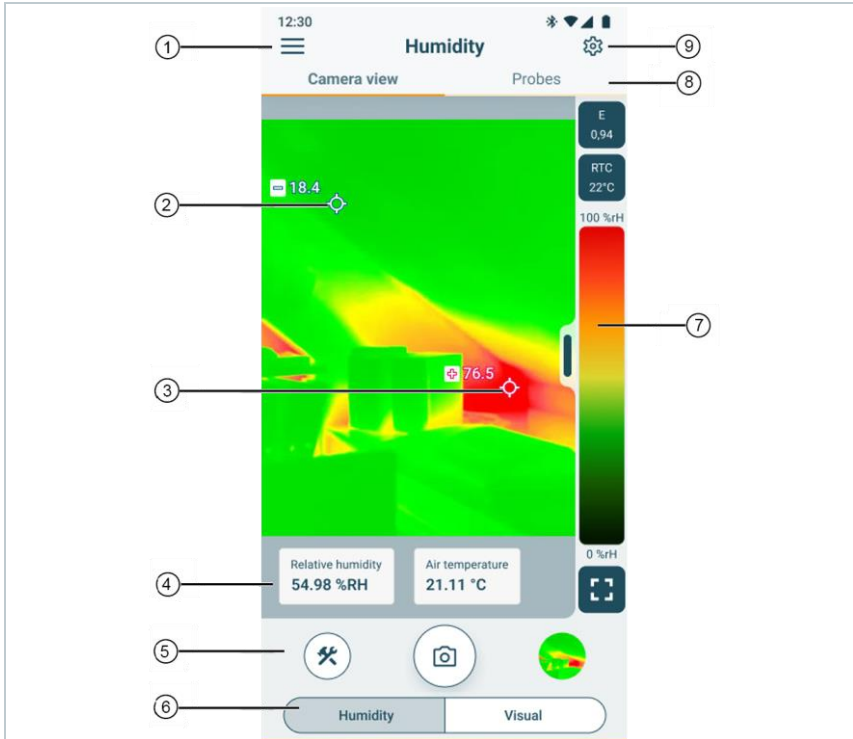 12:30
1
Humidity
9
Camera view
Probes
8
E
0,94
RTC
22°C
18.4
2
100 %rH
7
76.5
3
0 %rH
Relative humidity
54.98 %RH
Air temperature
21.11 °C
4
5
6
Humidity
Visual